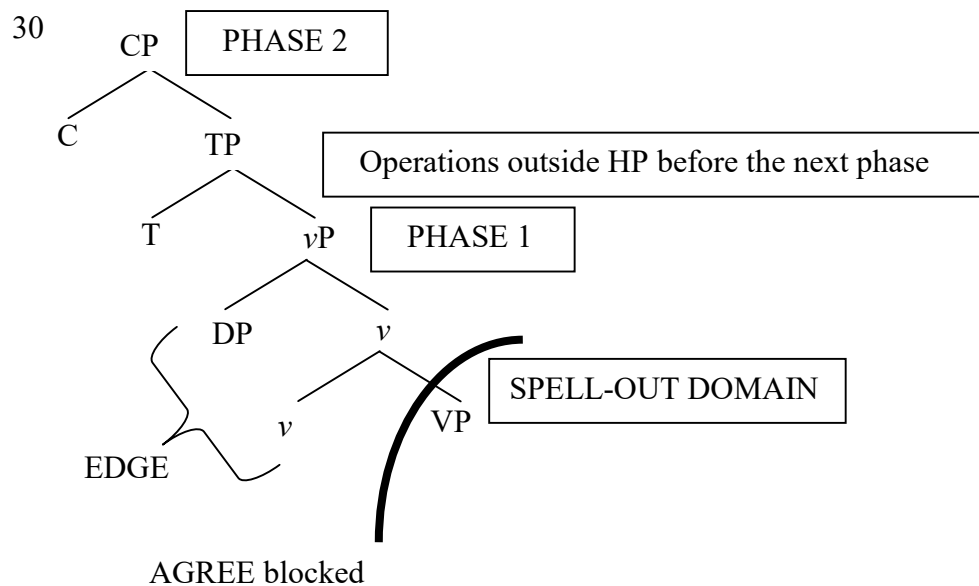 30
CP PHASE 2
C TP
Operations outside HP before the next phase
T vP PHASE 1
DP v
v VP SPELL-OUT DOMAIN
EDGE
AGREE blocked